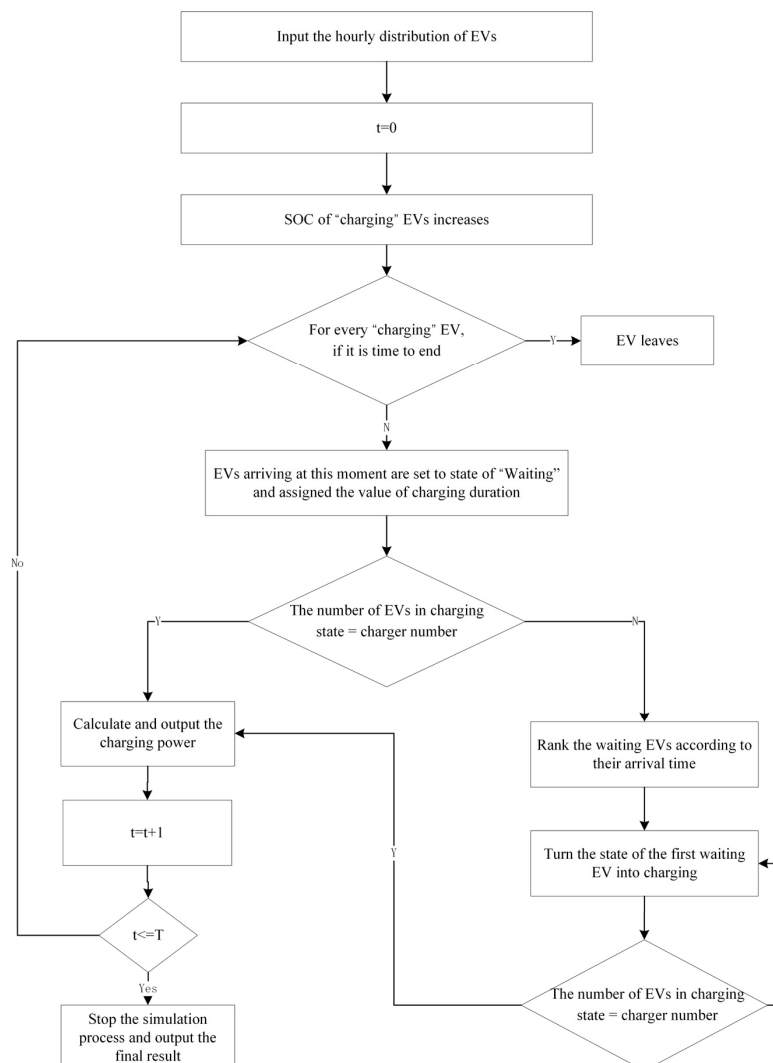 Input the hourly distribution of EVs
t=0
SOC of “charging” EVs increases
For every “charging” EV,
if it is time to end
Y
EV leaves
N
EVs arriving at this moment are set to state of “Waiting”
and assigned the value of charging duration
No
The number of EVs in charging
state = charger number
Y
N
Calculate and output the
charging power
Rank the waiting EVs according to
their arrival time
t=t+1
Y
Turn the state of the first waiting
EV into charging
t<=T
Yes
The number of EVs in charging
state = charger number
Stop the simulation
process and output the
final result